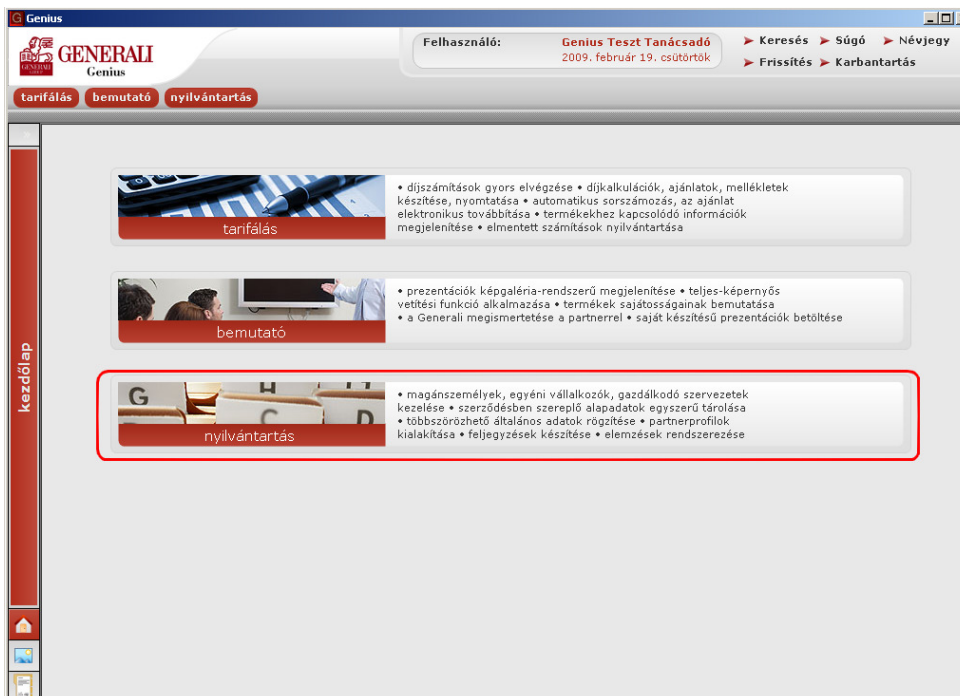 Genius
GENERALI
Genius
Felhasználó:
Genius Teszt Tanácsadó
2009. február 19. csütörtök
Keresés
Súgó
Névjegy
Frissítés
Karbantartás
tarifálás
bemutató
nyilvántartás
kezdőlap
• díjszámítások gyors elvégzése • díjkalkulációk, ajánlatok, mellékletek
készítése, nyomtatása • automatikus sorszámozás, az ajánlat
elektronikus továbbítása • termékekhez kapcsolódó információk
megjelenítése • elmentett számítások nyilvántartása
tarifálás
• prezentációk képgaléria-rendszerű megjelenítése • teljes-képernyős
vetítési funkció alkalmazása • termékek sajátosságainak bemutatása
• a Generali megismertetése a partnerrel • saját készítésű prezentációk betöltése
bemutató
G
H
C
D
• magánszemélyek, egyéni vállalkozók, gazdálkodó szervezetek
kezelése • szerződésben szereplő alapadatok egyszerű tárolása
• többszörözhető általános adatok rögzítése • partnerprofilok
kialakítása • feljegyzések készítése • elemzések rendszerezése
nyilvántartás